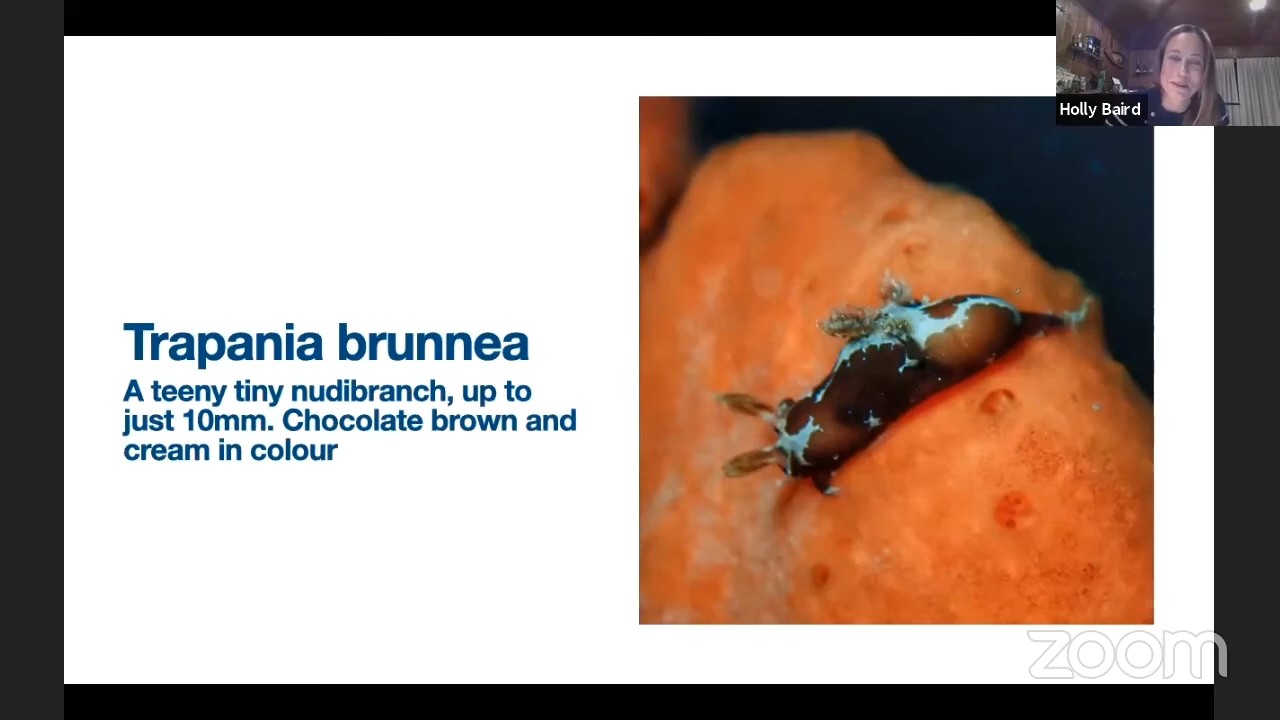 Holly Baird
Trapania brunnea
A teeny tiny nudibranch, up to
just 10mm. Chocolate brown and
cream in colour
zoom